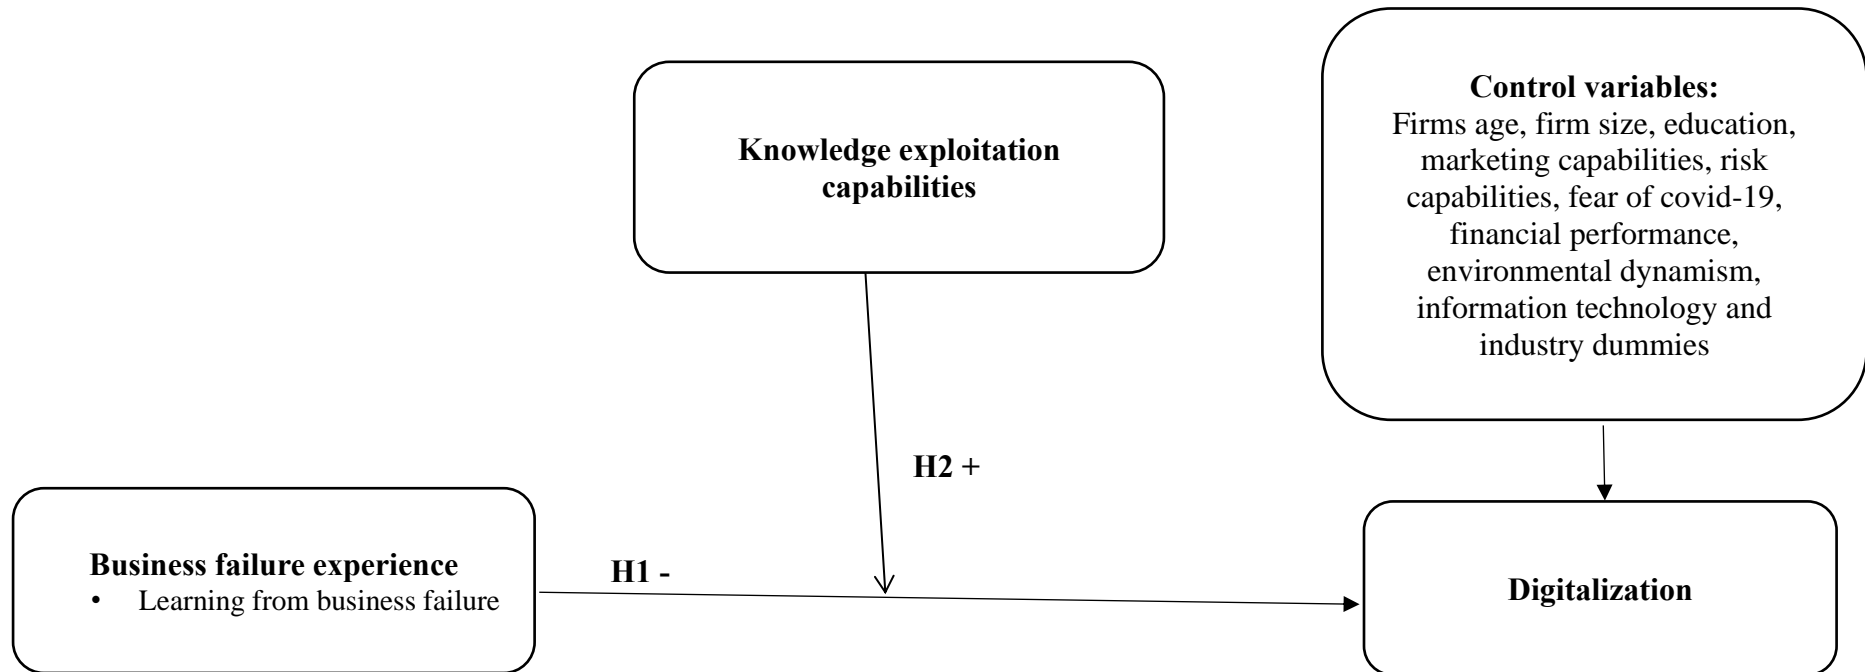 Knowledge exploitation
capabilities
Control variables:
Firms age, firm size, education,
marketing capabilities, risk
capabilities, fear of covid-19,
financial performance,
environmental dynamism,
information technology and
industry dummies
H2 +
Business failure experience
• Learning from business failure
H1 -
Digitalization